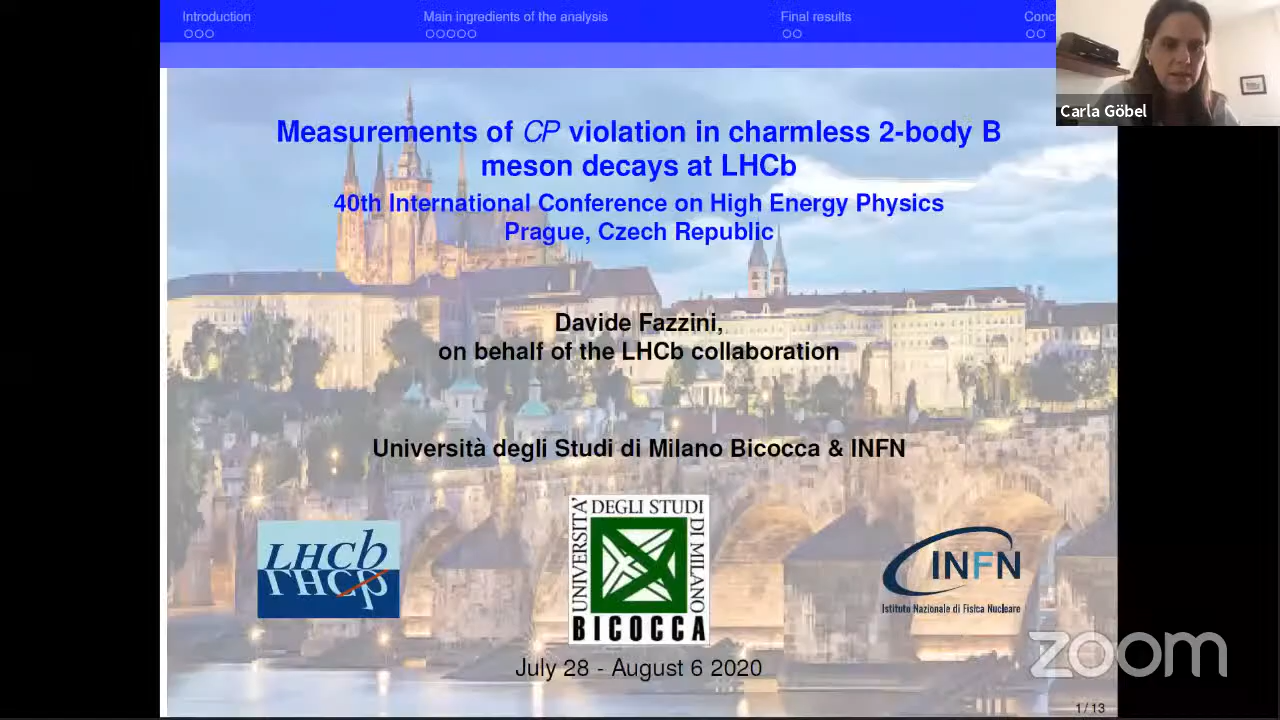 Introduction
Main ingredients of the analysis
Final results
Conc
Carla Göbel
Measurements of CP violation in charmless 2-body B
meson decays at LHCb
40th International Conference on High Energy Physics
Prague, Czech Republic
Davide Fazzini,
on behalf of the LHCb collaboration
Università degli Studi di Milano Bicocca & INFN
LHCb
LHCp
UNIVERSITA' DEGLI STUDI DI MILANO
BICOCCA
INFN
Istituto Nazionale di Fisica Nucleare
zoom
July 28 - August 6 2020
1 / 13